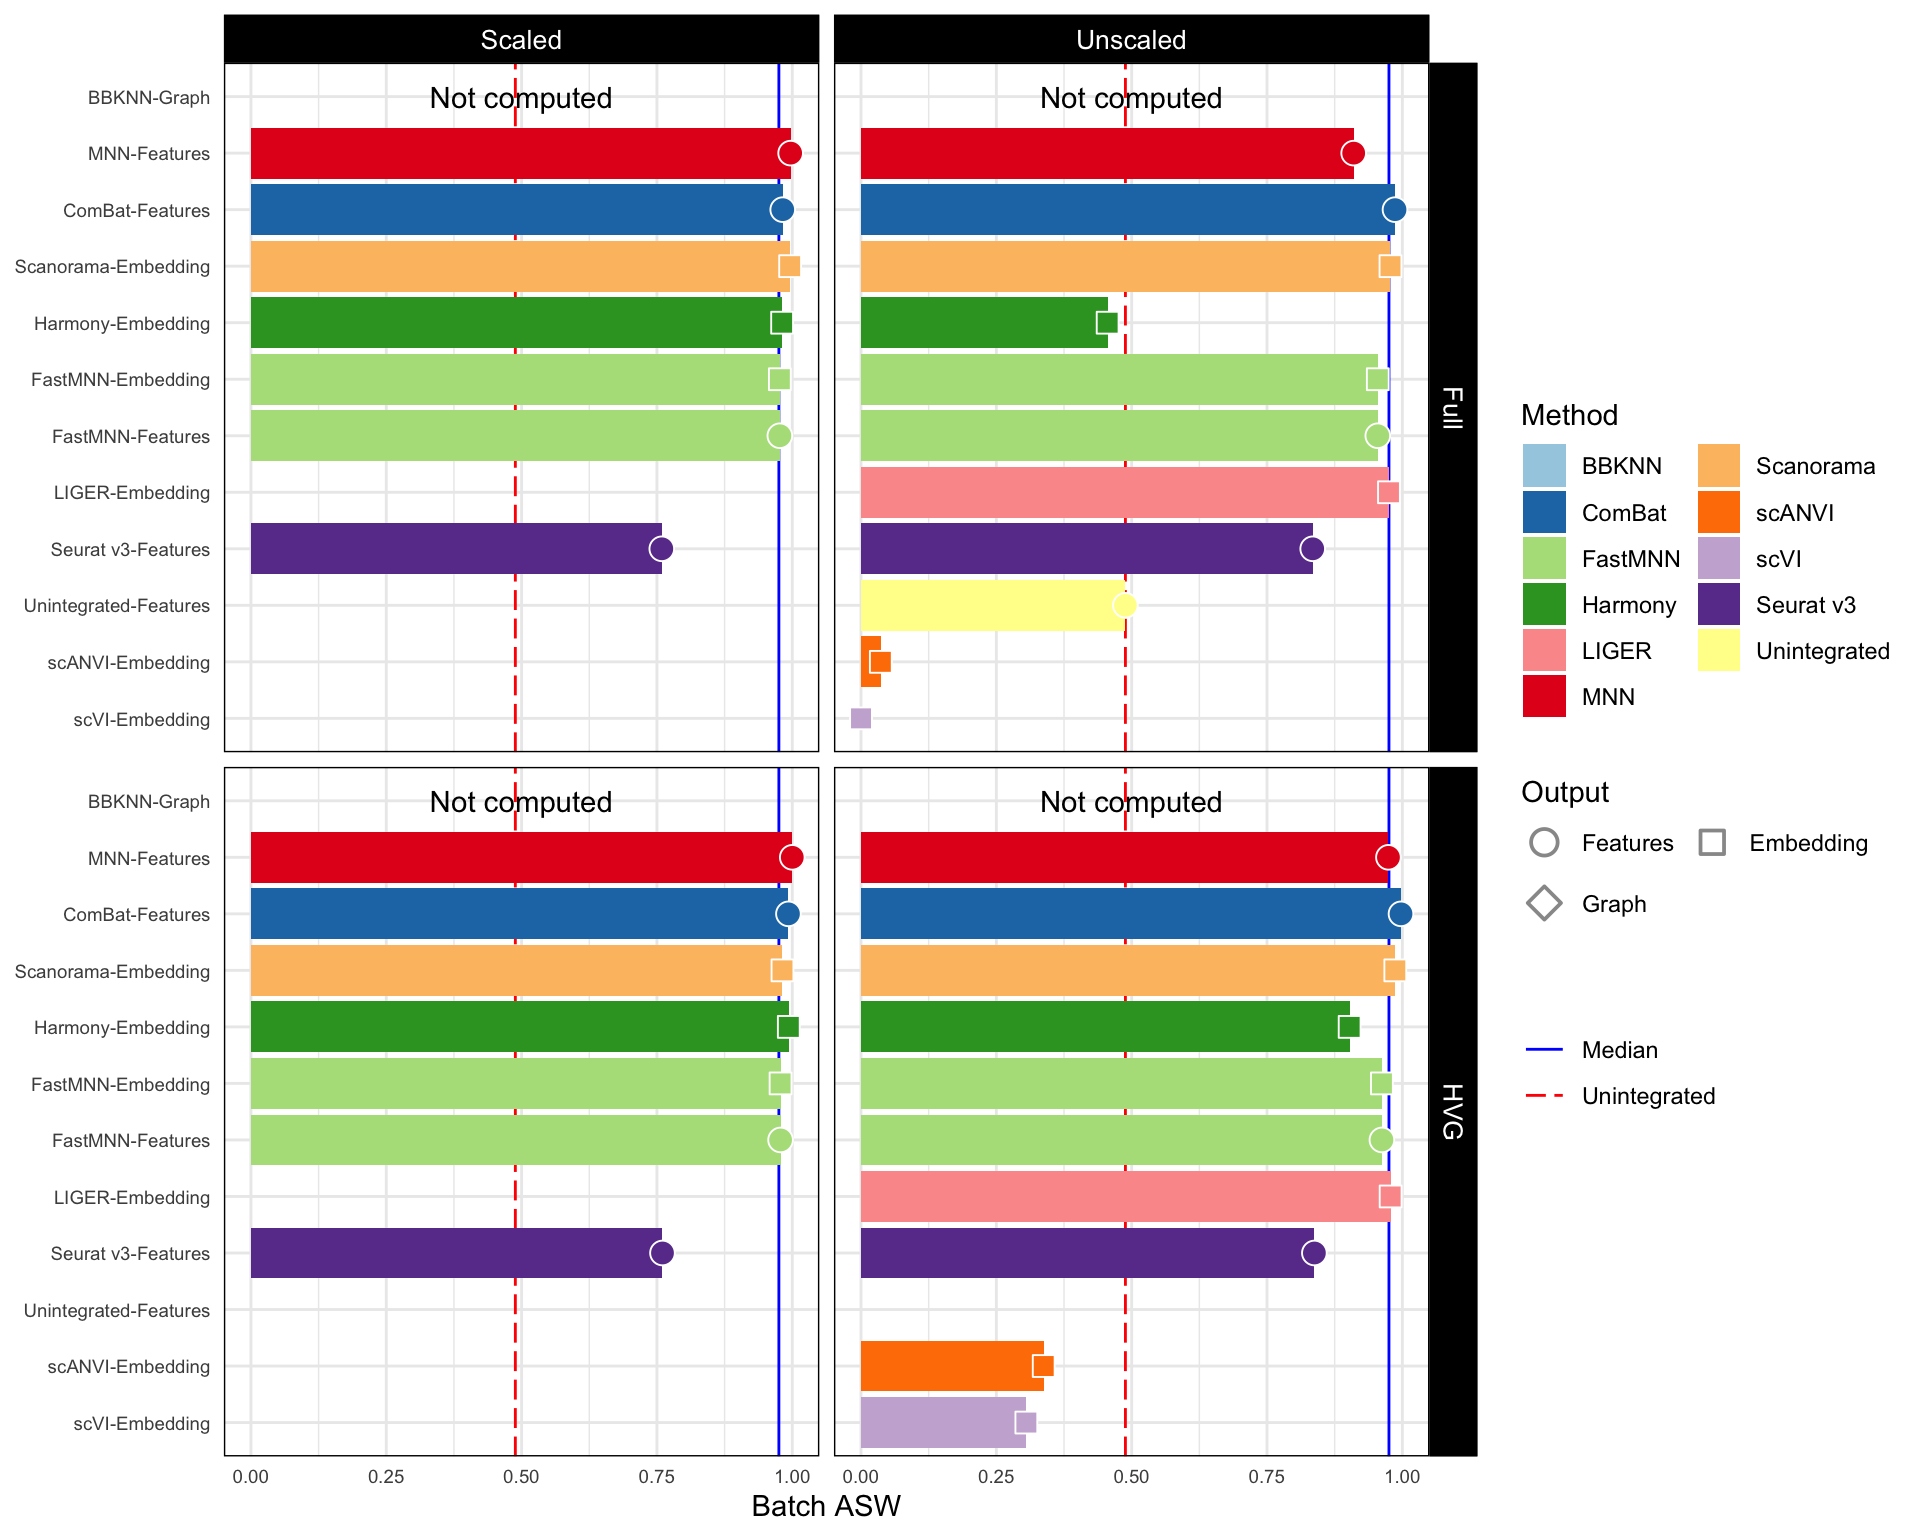 Scaled
Unscaled
BBKNN-Graph
Not computed
Not computed
MNN-Features
ComBat-Features
Scanorama-Embedding
Harmony-Embedding
FastMNN-Embedding
FastMNN-Features
LIGER-Embedding
Seurat v3-Features
Unintegrated-Features
scANVI-Embedding
scVI-Embedding
Full
BBKNN-Graph
Not computed
Not computed
MNN-Features
ComBat-Features
Scanorama-Embedding
Harmony-Embedding
FastMNN-Embedding
FastMNN-Features
LIGER-Embedding
Seurat v3-Features
Unintegrated-Features
scANVI-Embedding
scVI-Embedding
HVG
0.00 0.25 0.50 0.75 1.00
0.00 0.25 0.50 0.75 1.00
Batch ASW
Method
BBKNN
ComBat
FastMNN
Harmony
LIGER
MNN
Scanorama
scANVI
scVI
Seurat v3
Unintegrated
Output
Features
Embedding
Graph
Median
Unintegrated